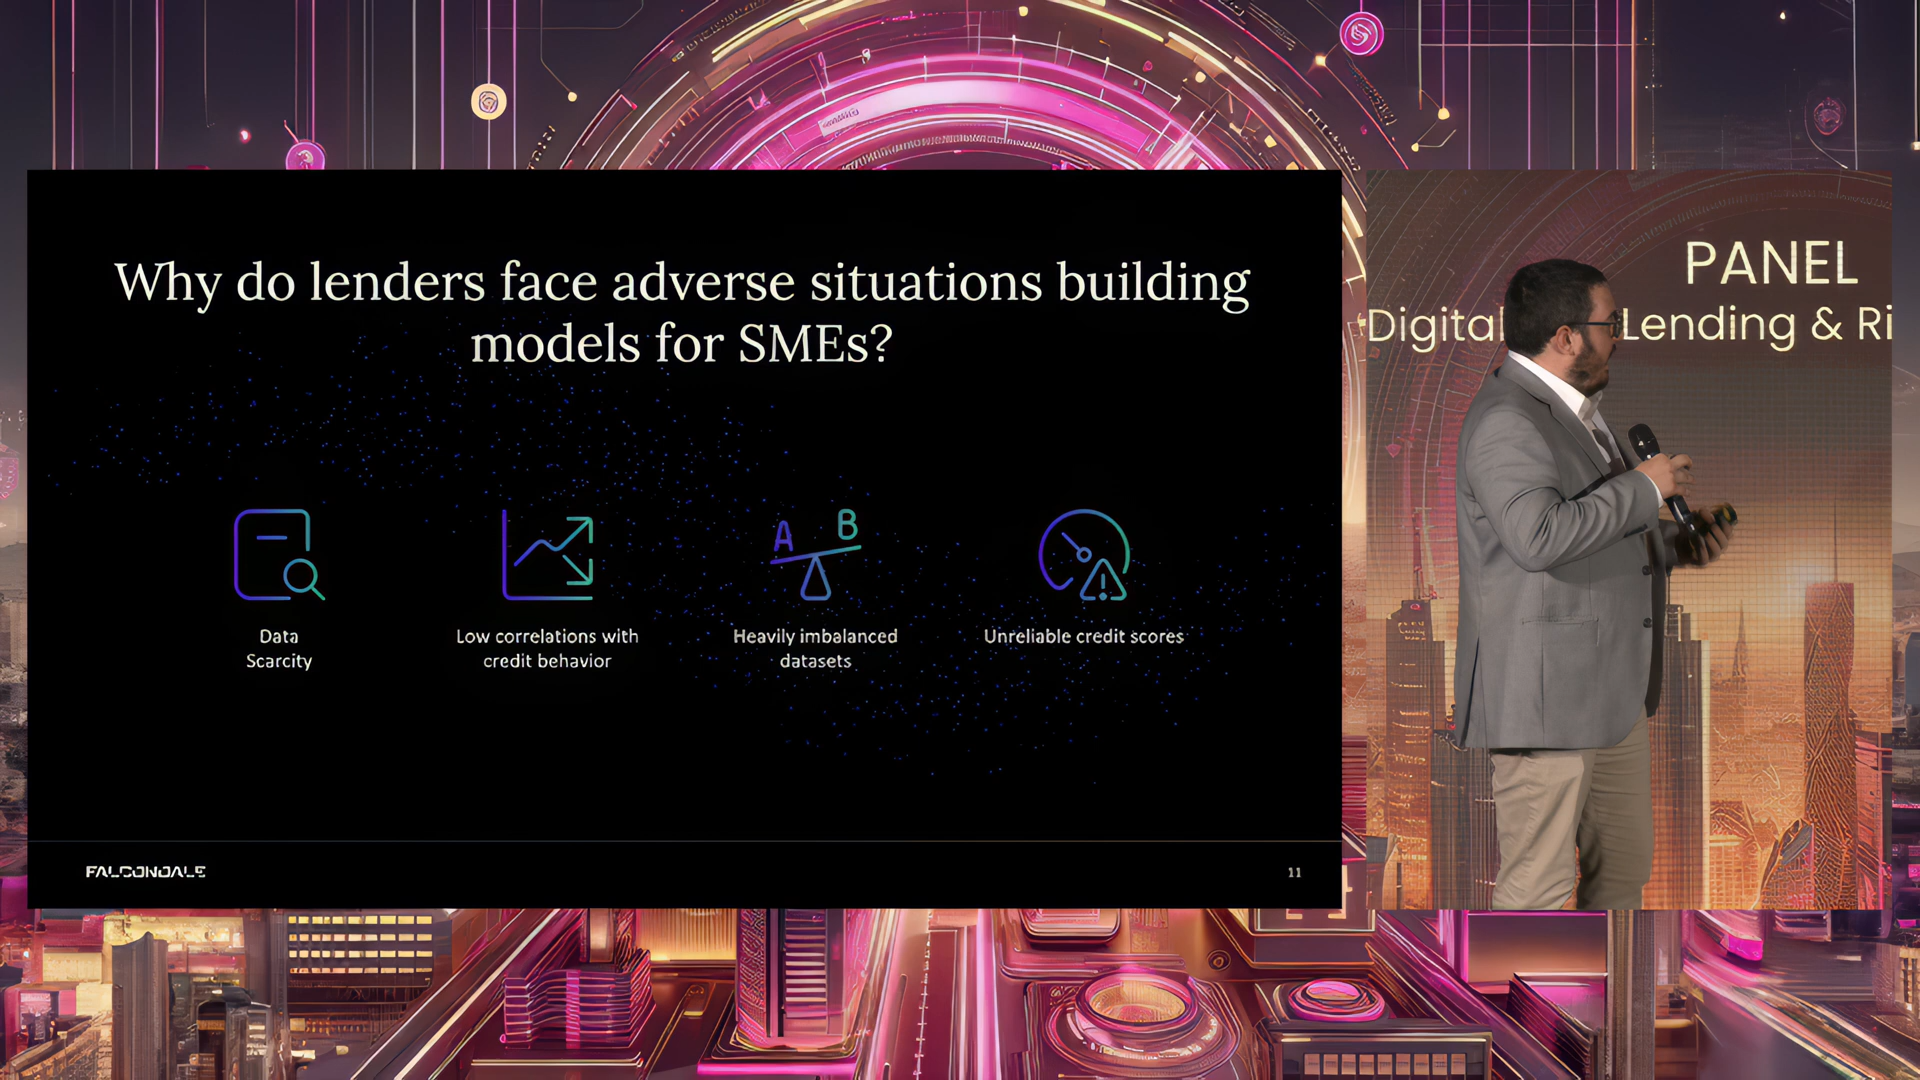 Why do lenders face adverse situations building
models for SMEs?
A B
Data
Scarcity
Low correlations with
credit behavior
Heavily imbalanced
datasets
Unreliable credit scores
FALCONDALE
11
PANEL
Digital Lending & Ri